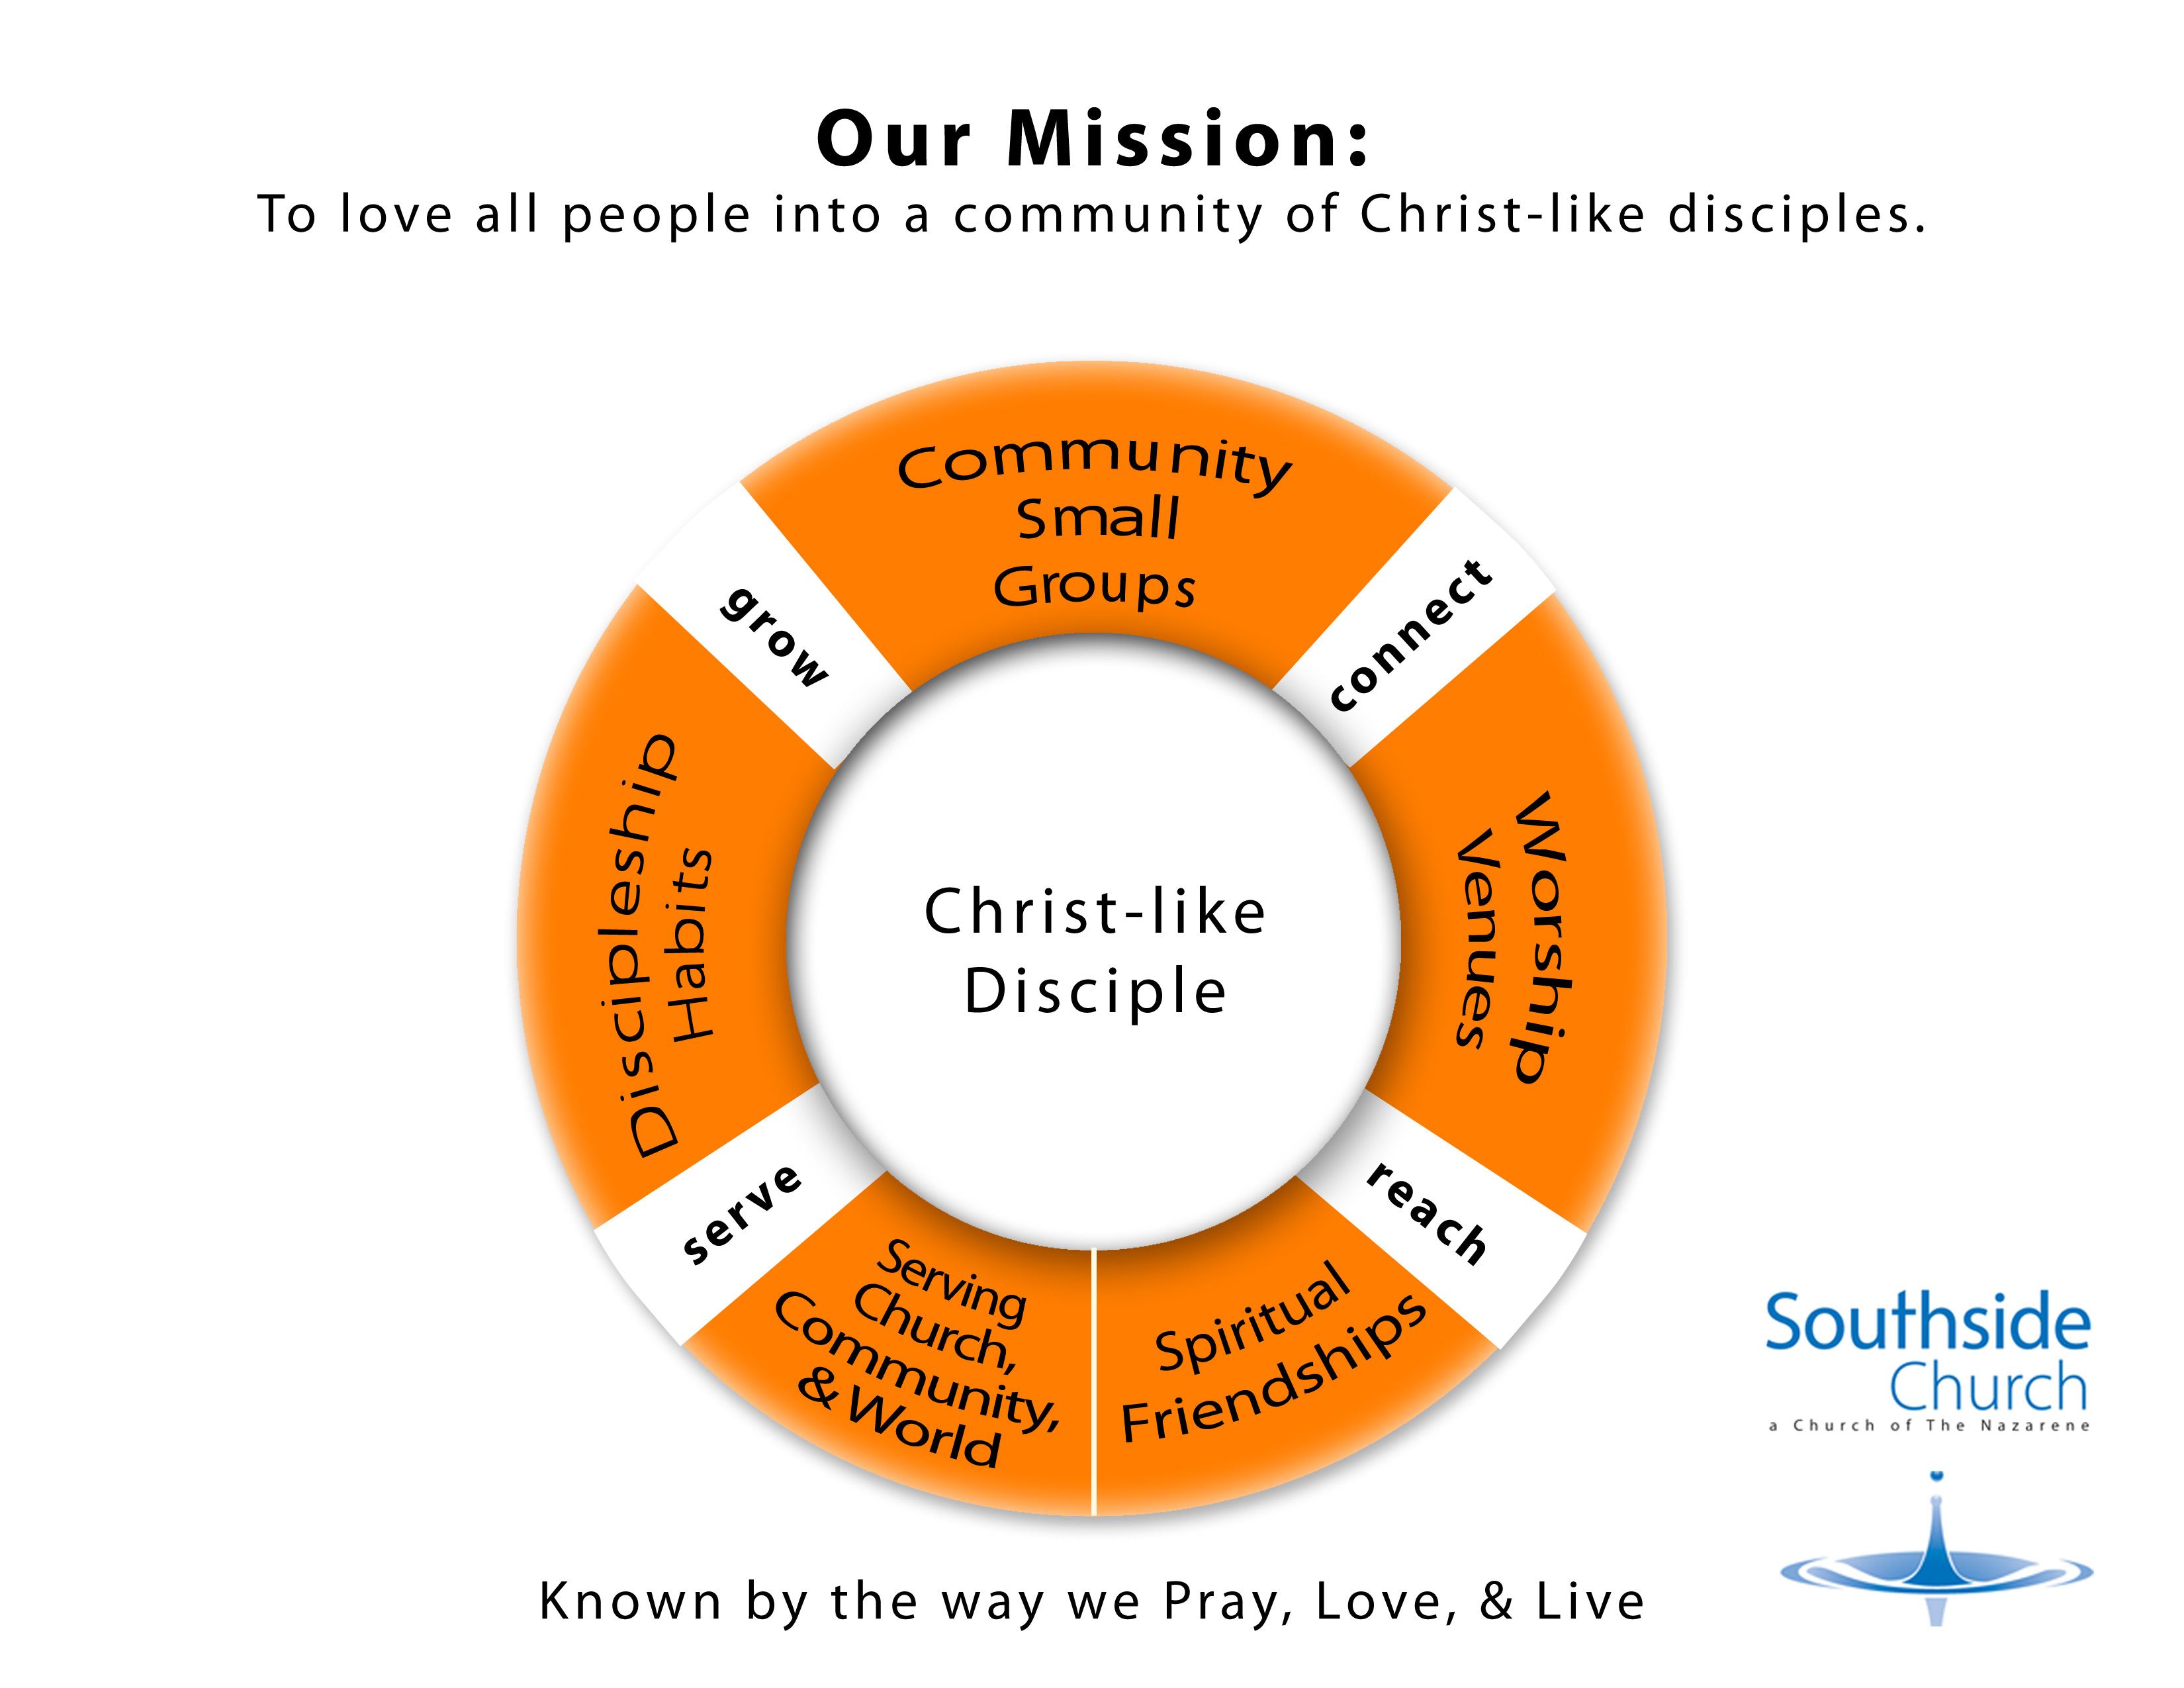 Our Mission:
To love all people into a community of Christ-like disciples.
Community
Small
Groups
connect
Worship
Venues
reach
Spiritual
Friendships
Serving
Church,
Community,
& World
serve
Discipleship
Habits
grow
Christ-like
Disciple
Southside
Church
a Church of The Nazarene
Known by the way we Pray, Love, & Live